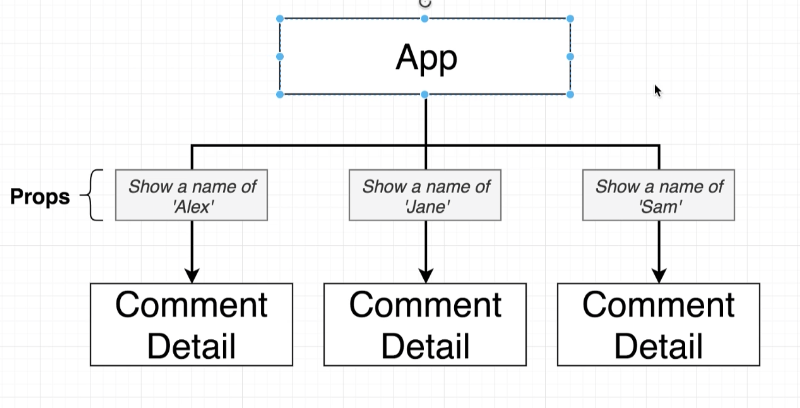 App
Props
Show a name of
'Alex'
Show a name of
'Jane'
Show a name of
'Sam'
Comment
Detail
Comment
Detail
Comment
Detail